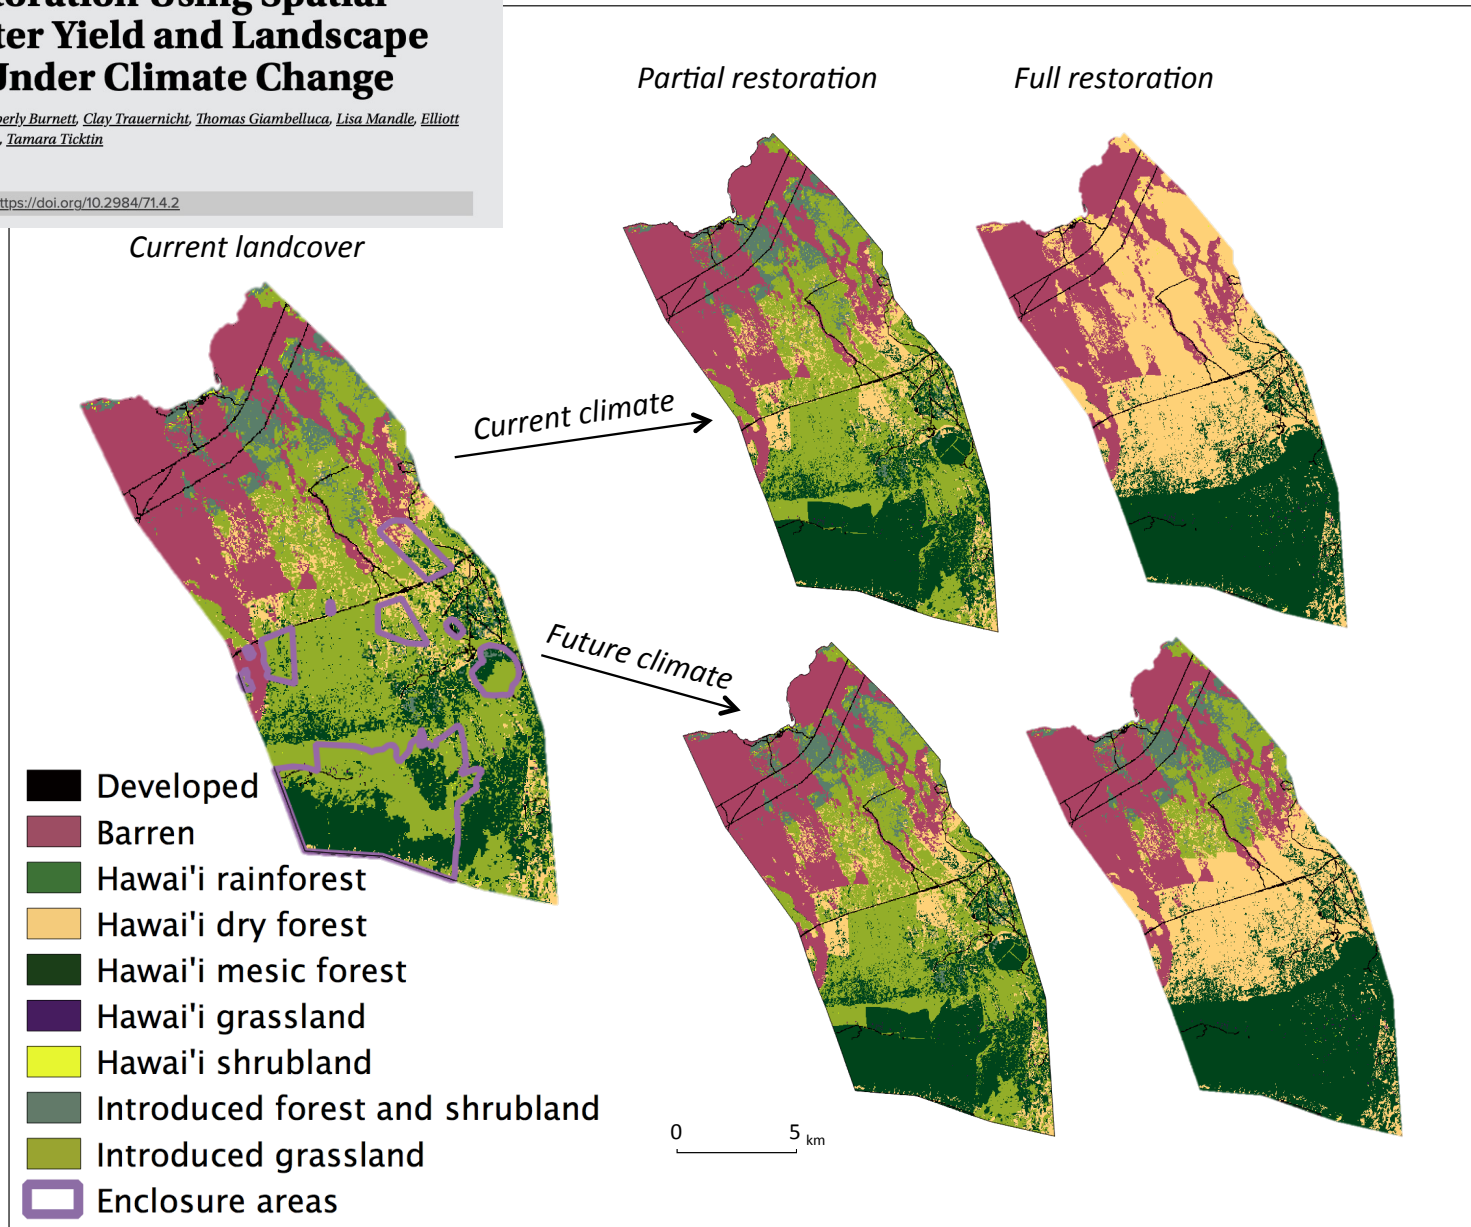 ter Yield and Landscape
Under Climate Change
Burnett, Clay Trauernicht, Thomas Giambelluca, Lisa Mandle, Elliott
, Tamara Ticktin
ttps://doi.org/10.2984/71.4.2
Partial restoration
Full restoration
Current landcover
Current climate
Future climate
Developed
Barren
Hawai'i rainforest
Hawai'i dry forest
Hawai'i mesic forest
Hawai'i grassland
Hawai'i shrubland
Introduced forest and shrubland
Introduced grassland
Enclosure areas
0 5 km